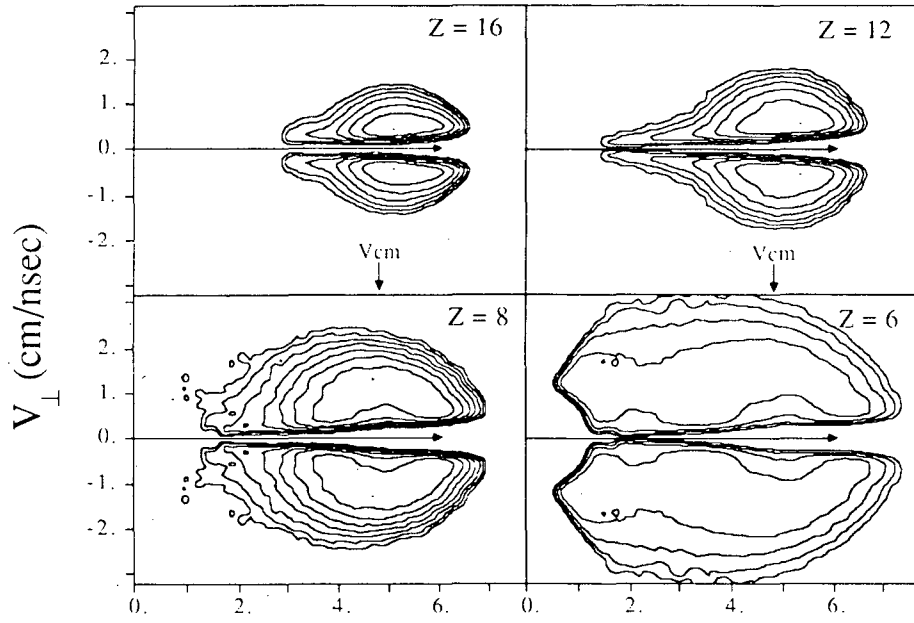 Z = 16
Z = 12
2.
1.
0.
-1.
-2.
Vcm
Vcm
V⊥ (cm/nsec)
Z = 8
Z = 6
2.
1.
0.
-1.
-2.
0.
2.
4.
6.
0.
2.
4.
6.